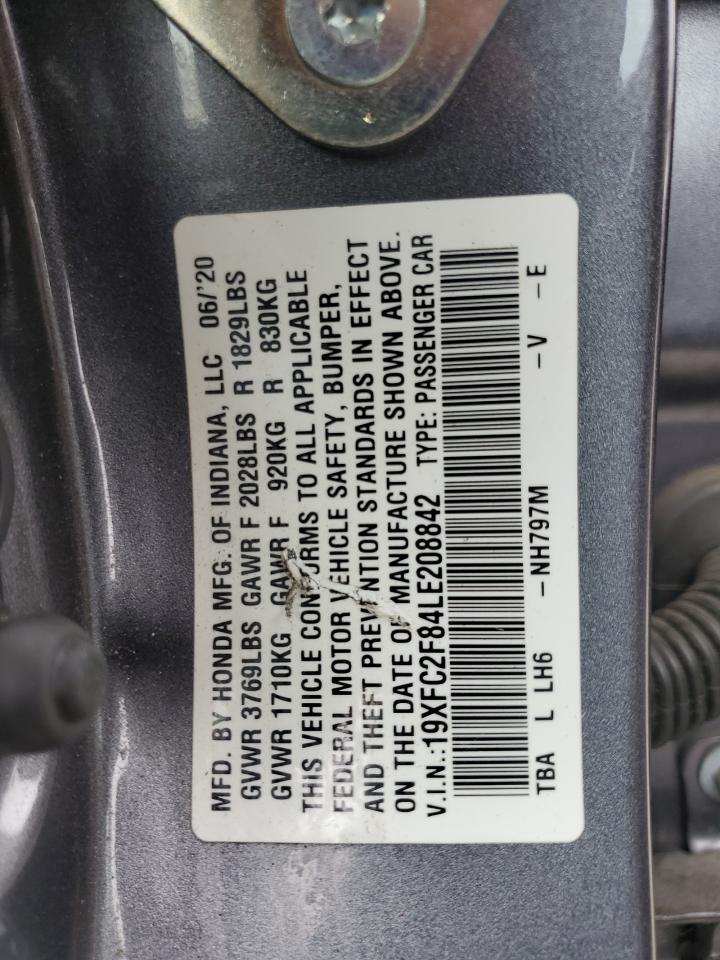 MFD. BY HONDA MFG. OF INDIANA, LLC 06/'20
GVWR 3769LBS GAWR F 2028LBS R 1829LBS
GVWR 1710KG GAWR F 920KG R 830KG
THIS VEHICLE CONFORMS TO ALL APPLICABLE
FEDERAL MOTOR VEHICLE SAFETY, BUMPER,
AND THEFT PREVENTION STANDARDS IN EFFECT
ON THE DATE OF MANUFACTURE SHOWN ABOVE.
V.I.N.:19XFC2F84LE208842 TYPE: PASSENGER CAR
TBA L LH6 -NH797M -V -E